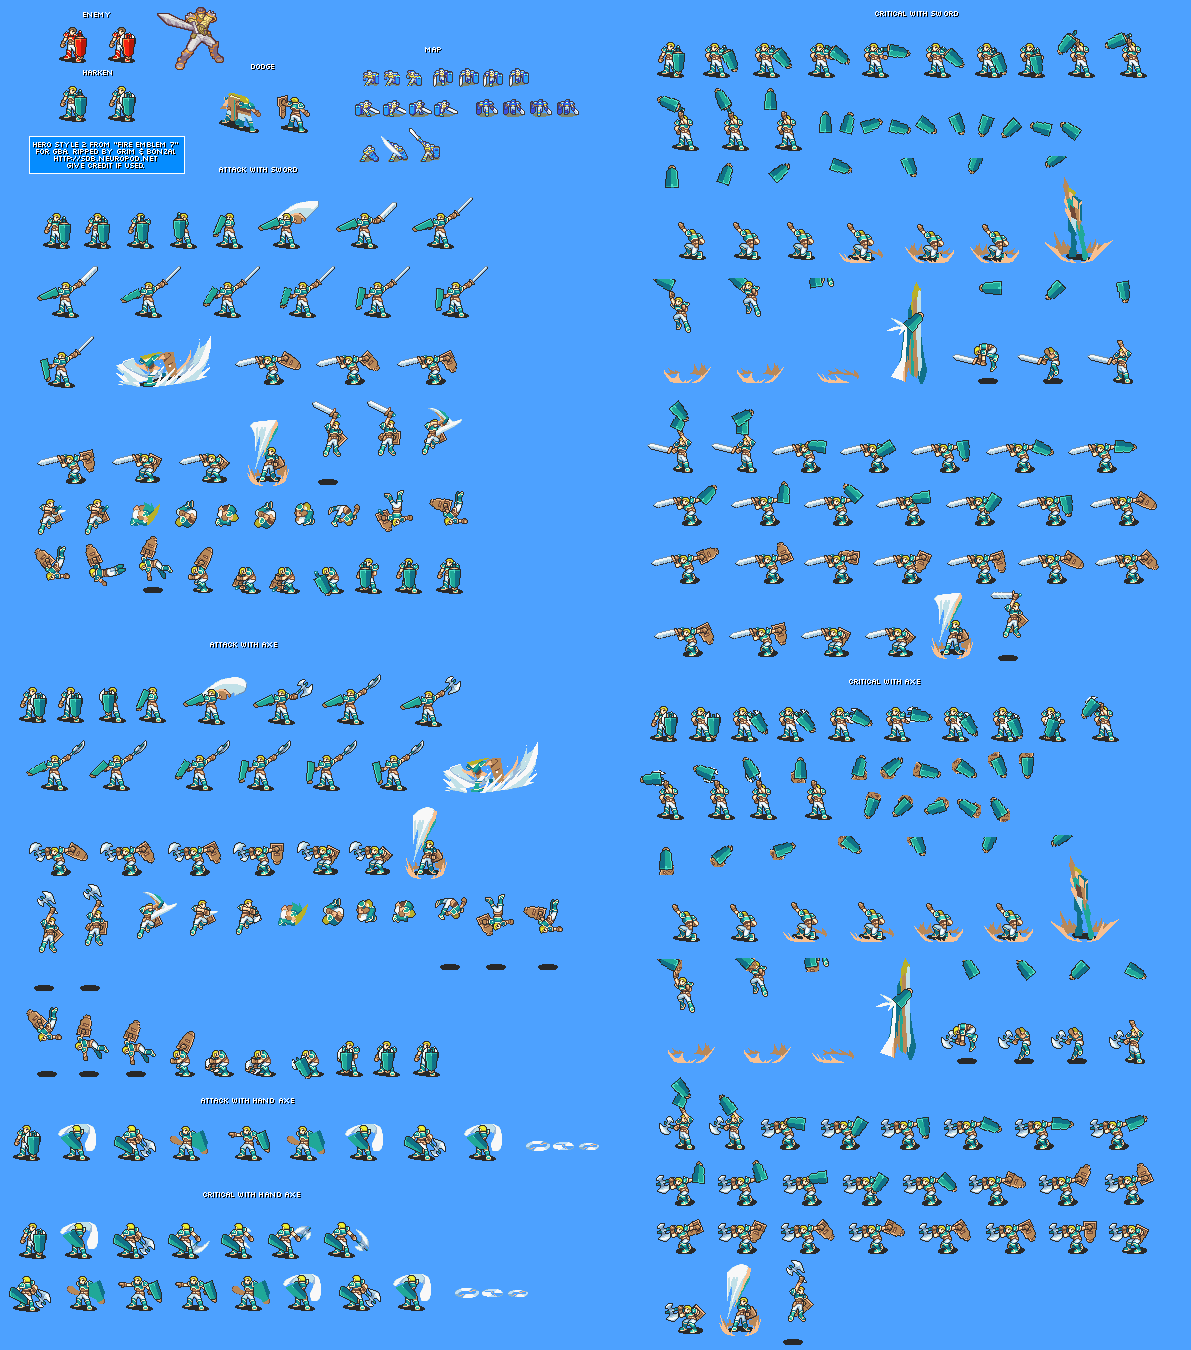 ENEMY
CRITICAL WITH SWORD
MAP
DODGE
HARKEN
HERO STYLE 2 FROM "FIRE EMBLEM 7"
FOR GBA. RIPPED BY GRIM & BONZAI
HTTP://SDB.NEUROPOD.NET
GIVE CREDIT IF USED.
ATTACK WITH SWORD
ATTACK WITH AXE
CRITICAL WITH AXE
ATTACK WITH HAND AXE
CRITICAL WITH HAND AXE